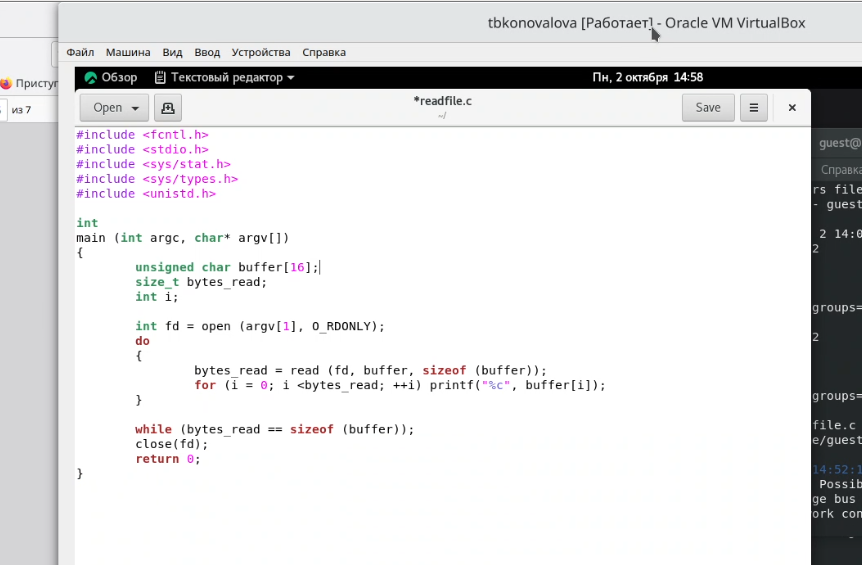 tbkonovalova [Работает] - Oracle VM VirtualBox
Файл Машина Вид Ввод Устройства Справка
Приступ
из 7
Обзор Текстовый редактор Пн, 2 октября 14:58
Open *readfile.c Save
~/
#include <fcntl.h>
#include <stdio.h>
#include <sys/stat.h>
#include <sys/types.h>
#include <unistd.h>
int
main (int argc, char* argv[])
{
unsigned char buffer[16];
size_t bytes_read;
int i;
int fd = open (argv[1], O_RDONLY);
do
{
bytes_read = read (fd, buffer, sizeof (buffer));
for (i = 0; i <bytes_read; ++i) printf("%c", buffer[i]);
}
while (bytes_read == sizeof (buffer));
close(fd);
return 0;
}
guest@
Справка
rs file
- guest
2 14:0
2
groups=
2
groups=
file.c
e/guest
14:52:1
Possib
ge bus
ork con